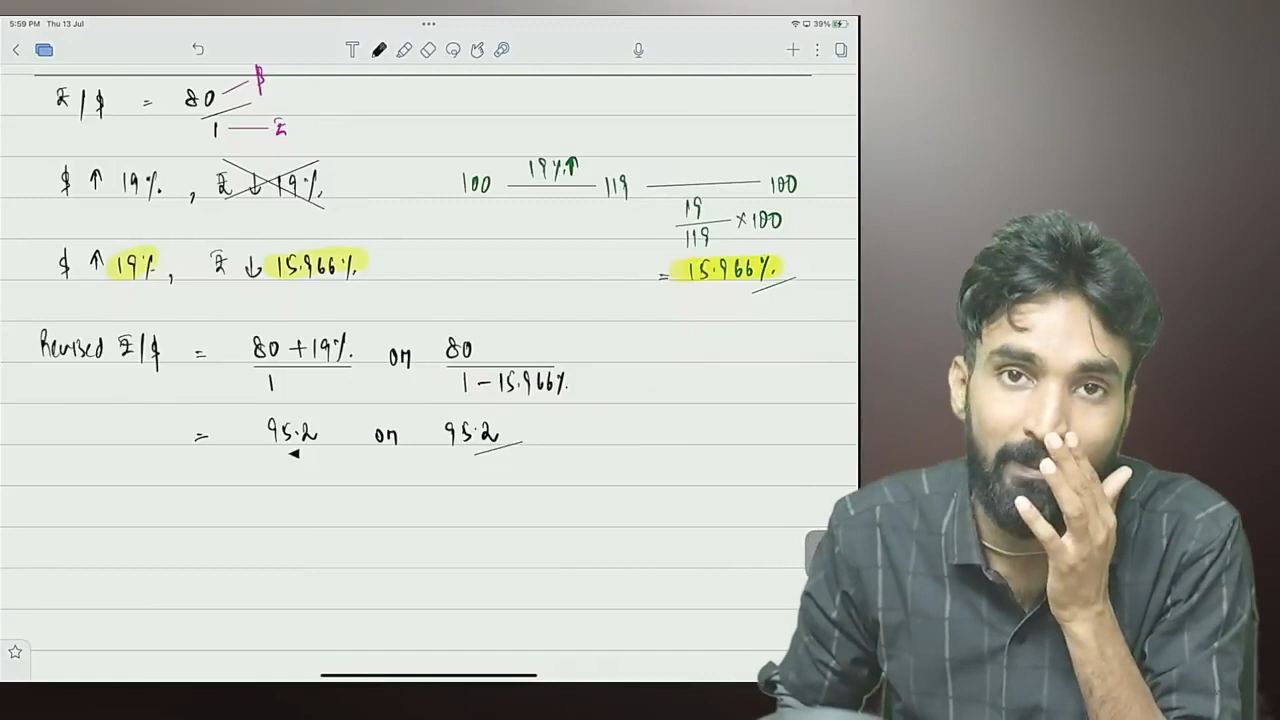 5:59 PM Thu 13 Jul
39%
₹ / $ = 80 — $
1 — ₹
$ ↑ 19%, ₹ ↓ 19%
100 19%↑ 119 100
19/119 × 100
$ ↑ 19%, ₹ ↓ 15.966%
= 15.966%
Revised ₹/$ = 80 + 19% / 1 or 80 / 1 - 15.966%
= 95.2 or 95.2